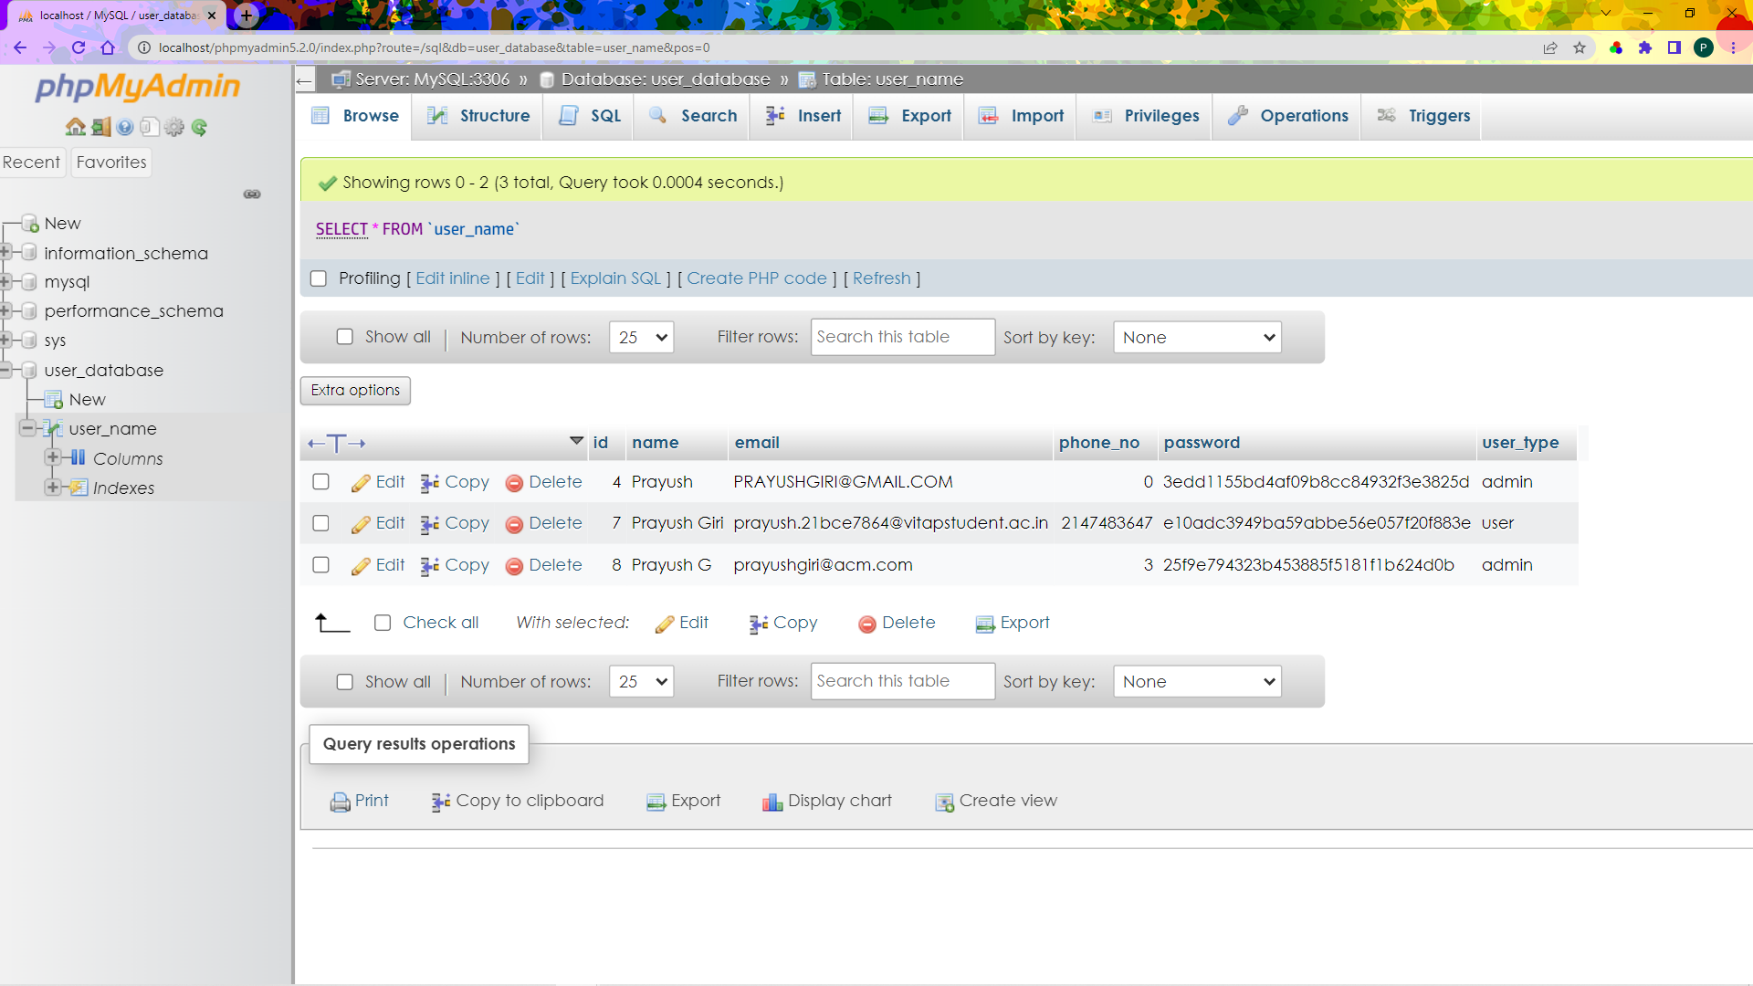 localhost / MySQL / user_databas
localhost/phpmyadmin5.2.0/index.php?route=/sql&db=user_database&table=user_name&pos=0
P
phpMyAdmin
Recent Favorites
New
information_schema
mysql
performance_schema
sys
user_database
New
user_name
Columns
Indexes
Server: MySQL:3306 » Database: user_database » Table: user_name
Browse Structure SQL Search Insert Export Import Privileges Operations Triggers
Showing rows 0 - 2 (3 total, Query took 0.0004 seconds.)
SELECT * FROM `user_name`
Profiling [ Edit inline ] [ Edit ] [ Explain SQL ] [ Create PHP code ] [ Refresh ]
Show all | Number of rows: 25 Filter rows: Search this table Sort by key: None
Extra options
←T→ id name email phone_no password user_type
Edit Copy Delete 4 Prayush PRAYUSHGIRI@GMAIL.COM 0 3edd1155bd4af09b8cc84932f3e3825d admin
Edit Copy Delete 7 Prayush Giri prayush.21bce7864@vitapstudent.ac.in 2147483647 e10adc3949ba59abbe56e057f20f883e user
Edit Copy Delete 8 Prayush G prayushgiri@acm.com 3 25f9e794323b453885f5181f1b624d0b admin
Check all With selected: Edit Copy Delete Export
Show all | Number of rows: 25 Filter rows: Search this table Sort by key: None
Query results operations
Print Copy to clipboard Export Display chart Create view